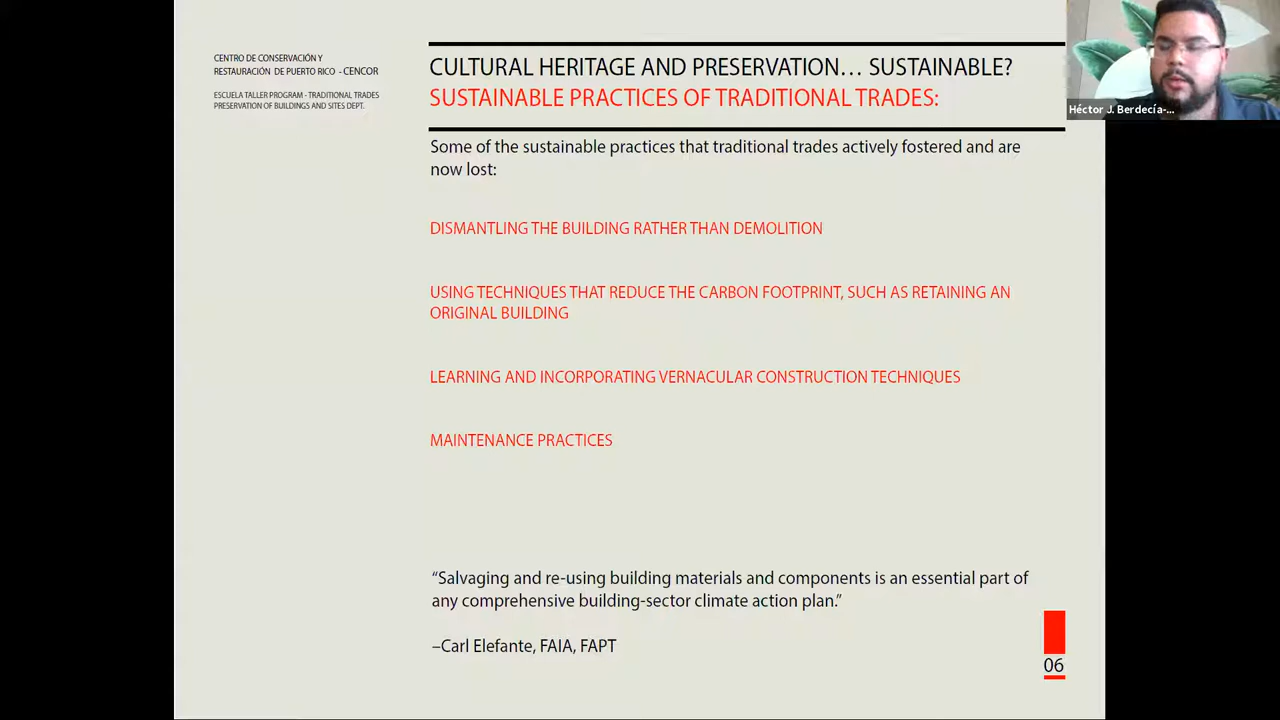 CENTRO DE CONSERVACIÓN Y
RESTAURACIÓN DE PUERTO RICO - CENCOR
ESCUELA TALLER PROGRAM - TRADITIONAL TRADES
PRESERVATION OF BUILDINGS AND SITES DEPT.
CULTURAL HERITAGE AND PRESERVATION... SUSTAINABLE?
SUSTAINABLE PRACTICES OF TRADITIONAL TRADES:
Héctor J. Berdecía-...
Some of the sustainable practices that traditional trades actively fostered and are
now lost:
DISMANTLING THE BUILDING RATHER THAN DEMOLITION
USING TECHNIQUES THAT REDUCE THE CARBON FOOTPRINT, SUCH AS RETAINING AN
ORIGINAL BUILDING
LEARNING AND INCORPORATING VERNACULAR CONSTRUCTION TECHNIQUES
MAINTENANCE PRACTICES
“Salvaging and re-using building materials and components is an essential part of
any comprehensive building-sector climate action plan.”
–Carl Elefante, FAIA, FAPT
06